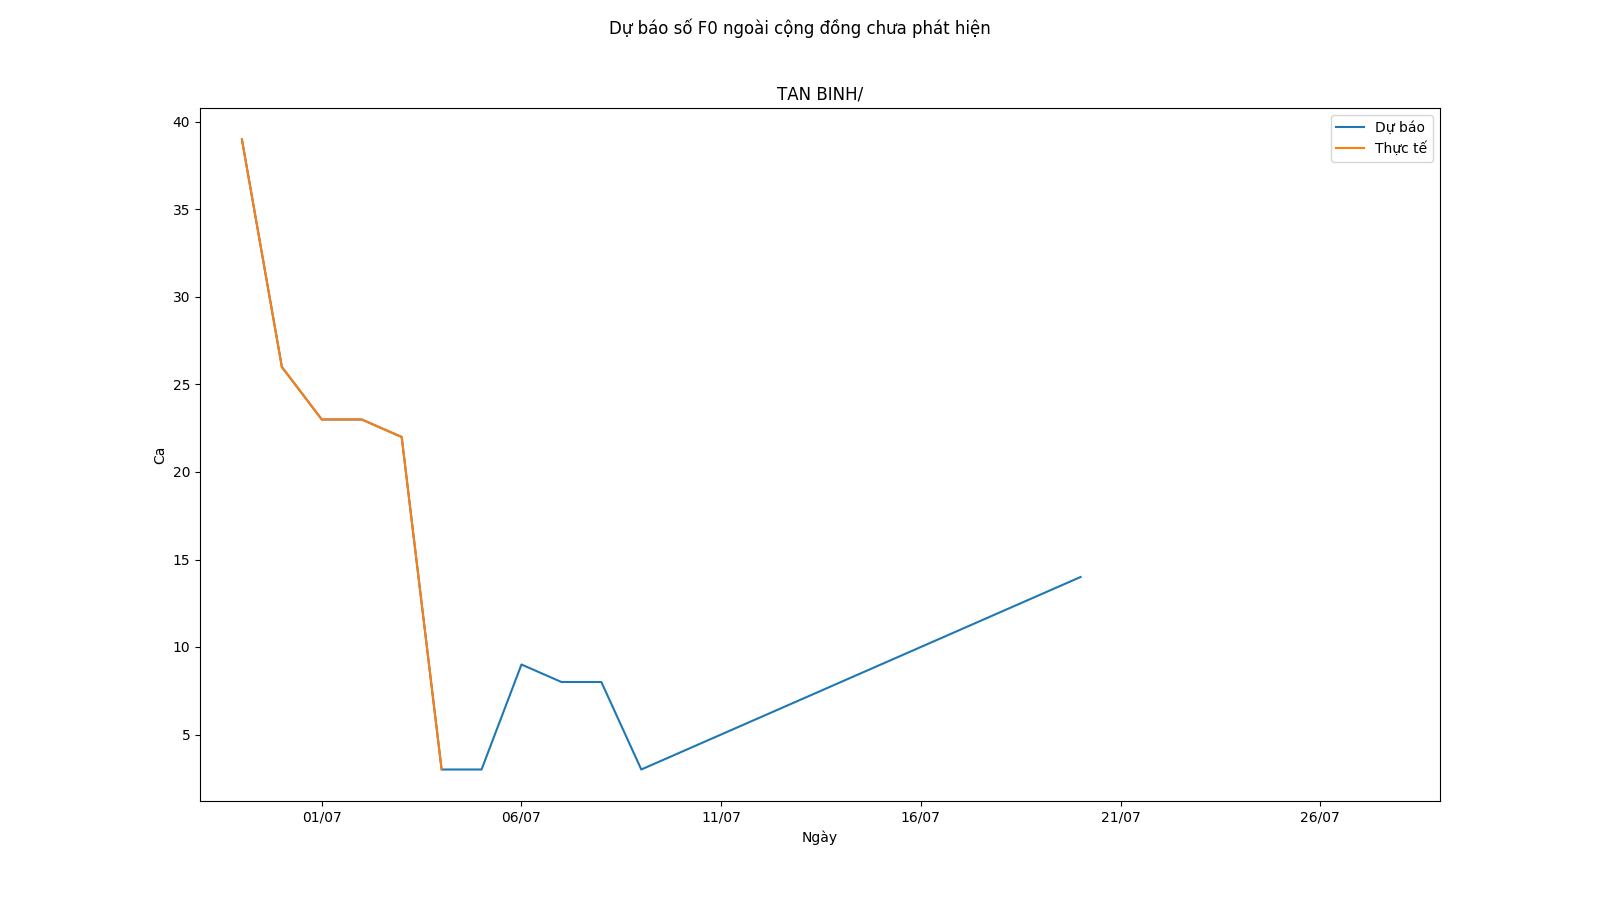 Dự báo số F0 ngoài cộng đồng chưa phát hiện
TAN BINH/
Dự báo
Thực tế
40
35
30
25
20
15
10
5
Ca
01/07
06/07
11/07
16/07
21/07
26/07
Ngày